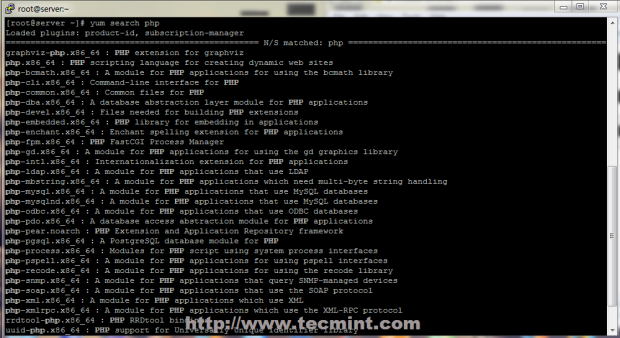 root@server:~
[root@server ~]# yum search php
Loaded plugins: product-id, subscription-manager
=================================================== N/S matched: php ===================================================
graphviz-php.x86_64 : PHP extension for graphviz
php.x86_64 : PHP scripting language for creating dynamic web sites
php-bcmath.x86_64 : A module for PHP applications for using the bcmath library
php-cli.x86_64 : Command-line interface for PHP
php-common.x86_64 : Common files for PHP
php-dba.x86_64 : A database abstraction layer module for PHP applications
php-devel.x86_64 : Files needed for building PHP extensions
php-embedded.x86_64 : PHP library for embedding in applications
php-enchant.x86_64 : Enchant spelling extension for PHP applications
php-fpm.x86_64 : PHP FastCGI Process Manager
php-gd.x86_64 : A module for PHP applications for using the gd graphics library
php-intl.x86_64 : Internationalization extension for PHP applications
php-ldap.x86_64 : A module for PHP applications that use LDAP
php-mbstring.x86_64 : A module for PHP applications which need multi-byte string handling
php-mysql.x86_64 : A module for PHP applications that use MySQL databases
php-mysqlnd.x86_64 : A module for PHP applications that use MySQL databases
php-odbc.x86_64 : A module for PHP applications that use ODBC databases
php-pdo.x86_64 : A database access abstraction module for PHP applications
php-pear.noarch : PHP Extension and Application Repository framework
php-pgsql.x86_64 : A PostgreSQL database module for PHP
php-process.x86_64 : Modules for PHP script using system process interfaces
php-pspell.x86_64 : A module for PHP applications for using pspell interfaces
php-recode.x86_64 : A module for PHP applications for using the recode library
php-snmp.x86_64 : A module for PHP applications that query SNMP-managed devices
php-soap.x86_64 : A module for PHP applications that use the SOAP protocol
php-xml.x86_64 : A module for PHP applications which use XML
php-xmlrpc.x86_64 : A module for PHP applications which use the XML-RPC protocol
rrdtool-php.x86_64 : PHP RRDtool bindings
uuid-php.x86_64 : PHP support for Universally Unique Identifier library
http://www.tecmint.com